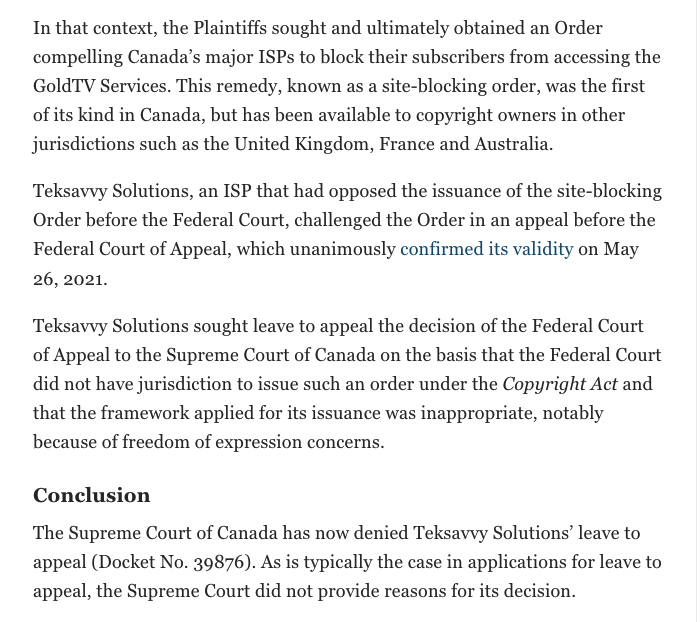 In that context, the Plaintiffs sought and ultimately obtained an Order
compelling Canada’s major ISPs to block their subscribers from accessing the
GoldTV Services. This remedy, known as a site-blocking order, was the first
of its kind in Canada, but has been available to copyright owners in other
jurisdictions such as the United Kingdom, France and Australia.
Teksavvy Solutions, an ISP that had opposed the issuance of the site-blocking
Order before the Federal Court, challenged the Order in an appeal before the
Federal Court of Appeal, which unanimously confirmed its validity on May
26, 2021.
Teksavvy Solutions sought leave to appeal the decision of the Federal Court
of Appeal to the Supreme Court of Canada on the basis that the Federal Court
did not have jurisdiction to issue such an order under the Copyright Act and
that the framework applied for its issuance was inappropriate, notably
because of freedom of expression concerns.
Conclusion
The Supreme Court of Canada has now denied Teksavvy Solutions’ leave to
appeal (Docket No. 39876). As is typically the case in applications for leave to
appeal, the Supreme Court did not provide reasons for its decision.